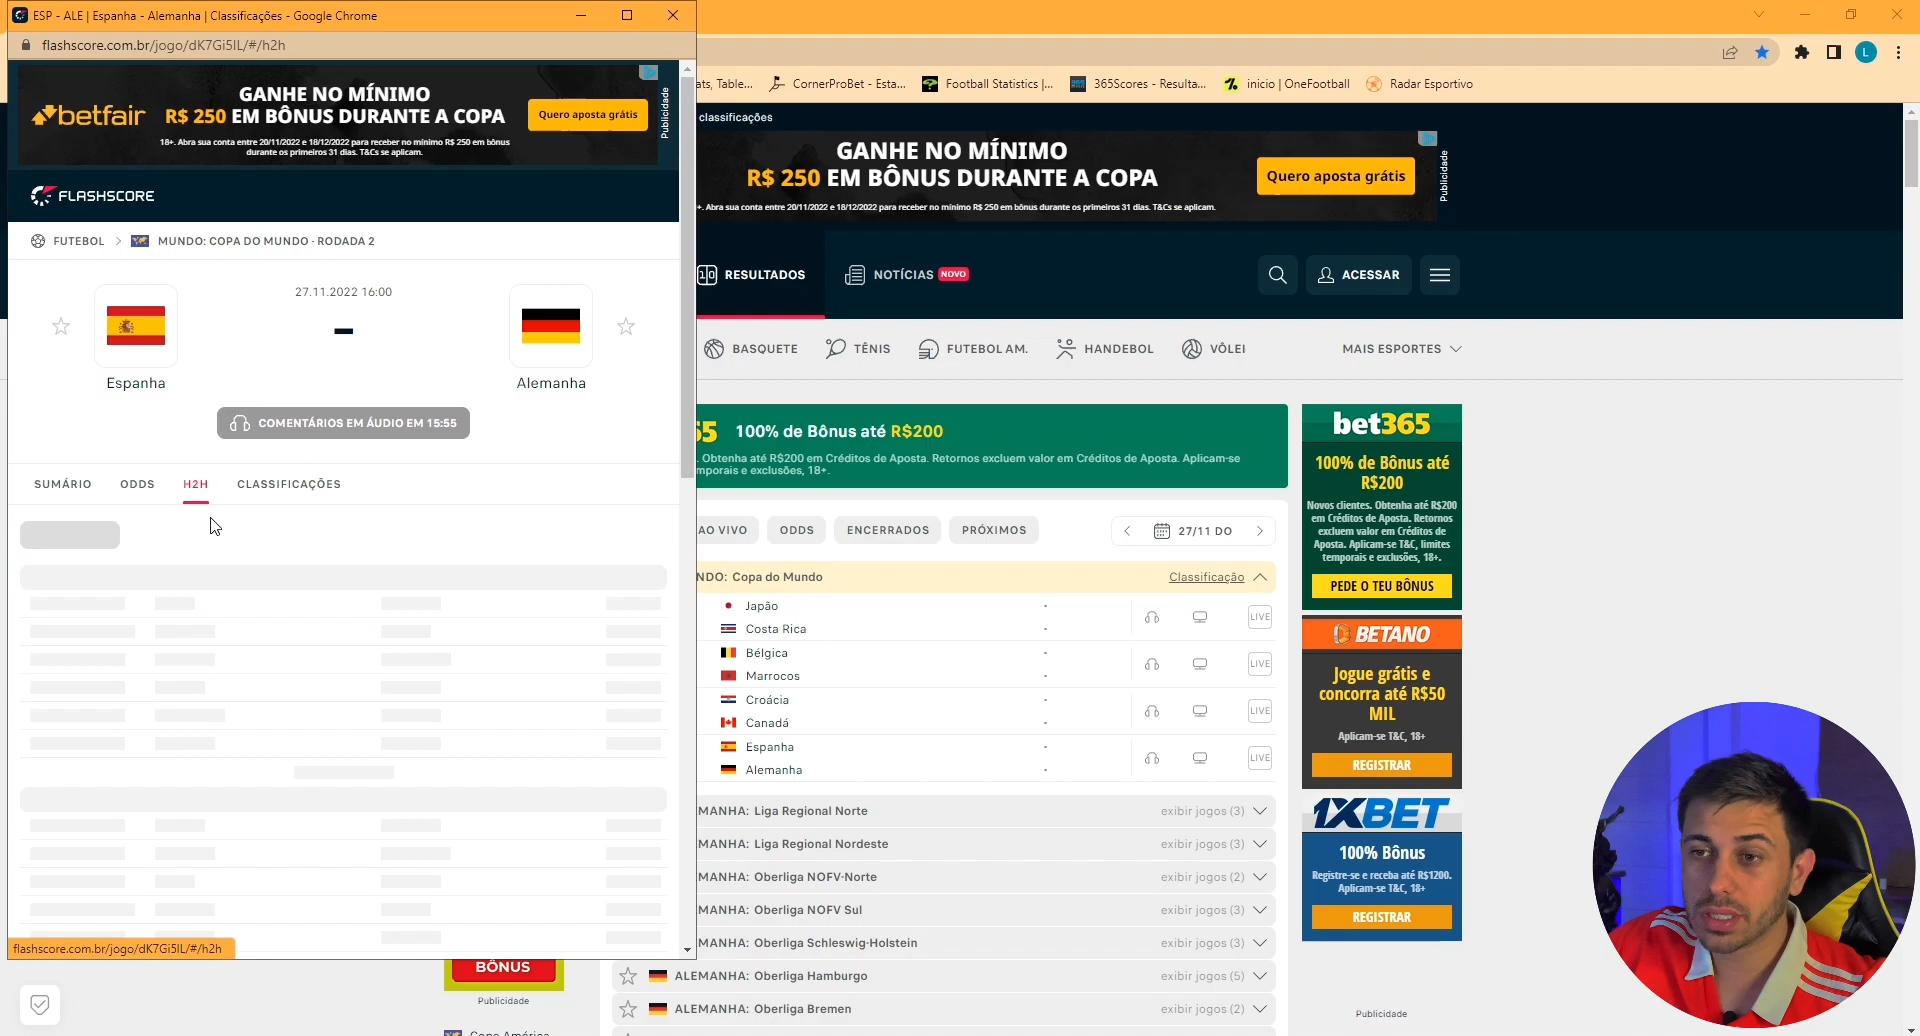 ESP - ALE | Espanha - Alemanha | Classificações - Google Chrome
flashscore.com.br/jogo/dK7Gi5IL/#/h2h
ats, Table...
CornerProBet - Esta...
Football Statistics |...
365Scores - Resulta...
inicio | OneFootball
Radar Esportivo
L
betfair
GANHE NO MÍNIMO
R$ 250 EM BÔNUS DURANTE A COPA
18+. Abra sua conta entre 20/11/2022 e 18/12/2022 para receber no mínimo R$ 250 em bônus
durante os primeiros 31 dias. T&Cs se aplicam.
Quero aposta grátis
Publicidade
FLASHSCORE
FUTEBOL
MUNDO: COPA DO MUNDO - RODADA 2
27.11.2022 16:00
-
Espanha
Alemanha
COMENTÁRIOS EM ÁUDIO EM 15:55
SUMÁRIO
ODDS
H2H
CLASSIFICAÇÕES
flashscore.com.br/jogo/dK7Gi5IL/#/h2h
classificações
GANHE NO MÍNIMO
R$ 250 EM BÔNUS DURANTE A COPA
+. Abra sua conta entre 20/11/2022 e 18/12/2022 para receber no mínimo R$ 250 em bônus durante os primeiros 31 dias. T&Cs se aplicam.
Quero aposta grátis
Publicidade
RESULTADOS
NOTÍCIAS NOVO
ACESSAR
BASQUETE
TÊNIS
FUTEBOL AM.
HANDEBOL
VÔLEI
MAIS ESPORTES
65 100% de Bônus até R$200
. Obtenha até R$200 em Créditos de Aposta. Retornos excluem valor em Créditos de Aposta. Aplicam-se
mporais e exclusões, 18+.
AO VIVO
ODDS
ENCERRADOS
PRÓXIMOS
27/11 DO
NDO: Copa do Mundo
Classificação
Japão -
Costa Rica -
LIVE
Bélgica -
Marrocos -
LIVE
Croácia -
Canadá -
LIVE
Espanha -
Alemanha -
LIVE
MANHA: Liga Regional Norte exibir jogos (3)
MANHA: Liga Regional Nordeste exibir jogos (3)
MANHA: Oberliga NOFV-Norte exibir jogos (2)
MANHA: Oberliga NOFV Sul exibir jogos (3)
MANHA: Oberliga Schleswig-Holstein exibir jogos (3)
ALEMANHA: Oberliga Hamburgo exibir jogos (5)
ALEMANHA: Oberliga Bremen exibir jogos (2)
BÔNUS
Publicidade
Copa América
bet365
100% de Bônus até
R$200
Novos clientes. Obtenha até R$200
em Créditos de Aposta. Retornos
excluem valor em Créditos de
Aposta. Aplicam-se T&C, limites
temporais e exclusões, 18+.
PEDE O TEU BÔNUS
BETANO
Jogue grátis e
concorra até R$50
MIL
Aplicam-se T&C, 18+
REGISTRAR
1XBET
100% Bônus
Registre-se e receba até R$1200.
Aplicam-se T&C, 18+
REGISTRAR
Publicidade